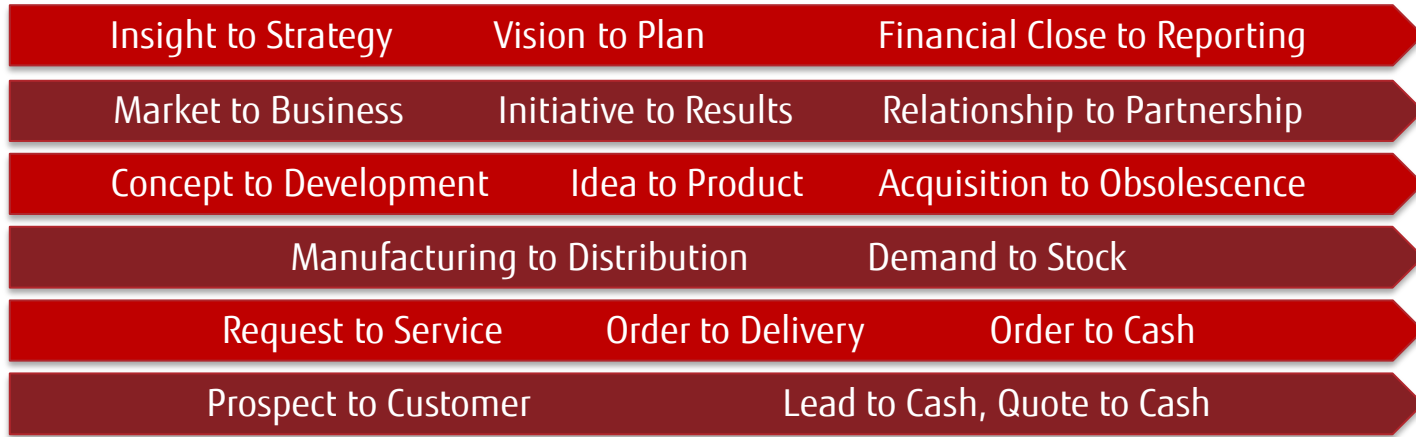 Insight to Strategy Vision to Plan Financial Close to Reporting
Market to Business Initiative to Results Relationship to Partnership
Concept to Development Idea to Product Acquisition to Obsolescence
Manufacturing to Distribution Demand to Stock
Request to Service Order to Delivery Order to Cash
Prospect to Customer Lead to Cash, Quote to Cash